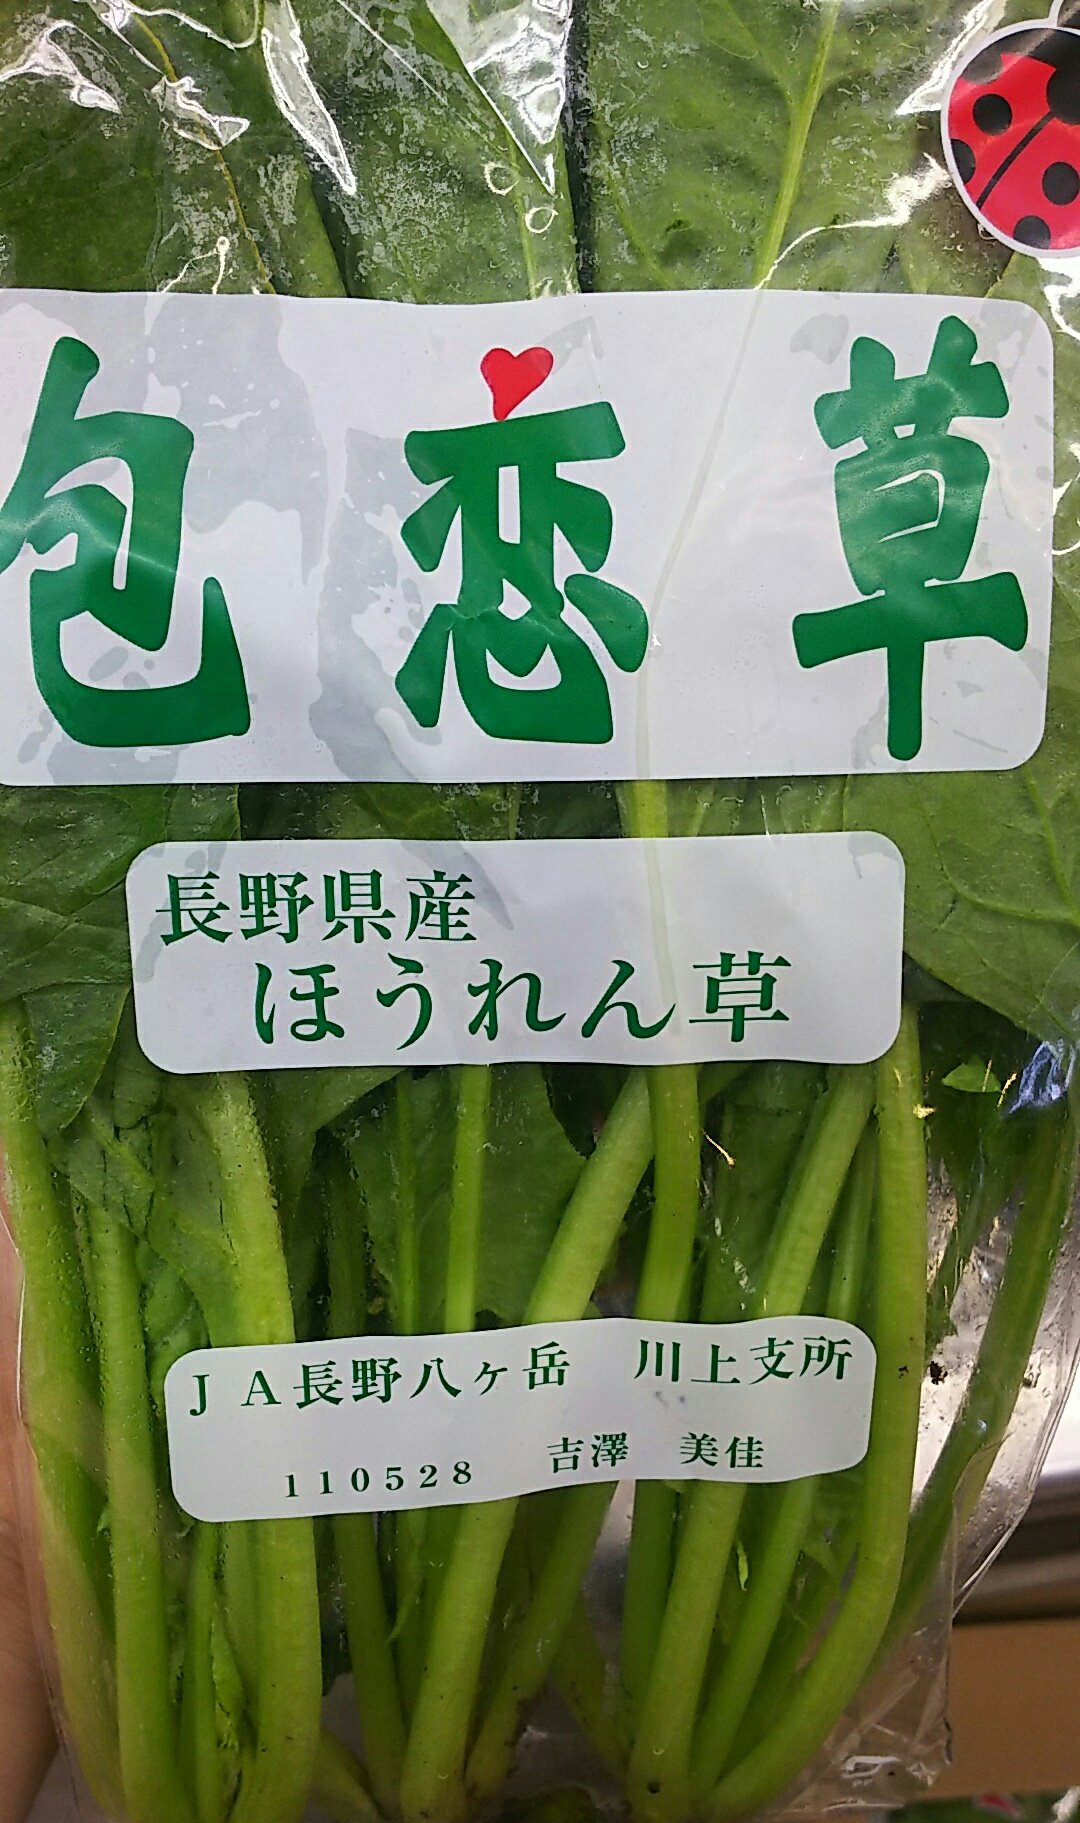 包恋草
長野県産
ほうれん草
JA長野八ヶ岳 川上支所
110528 吉澤 美佳